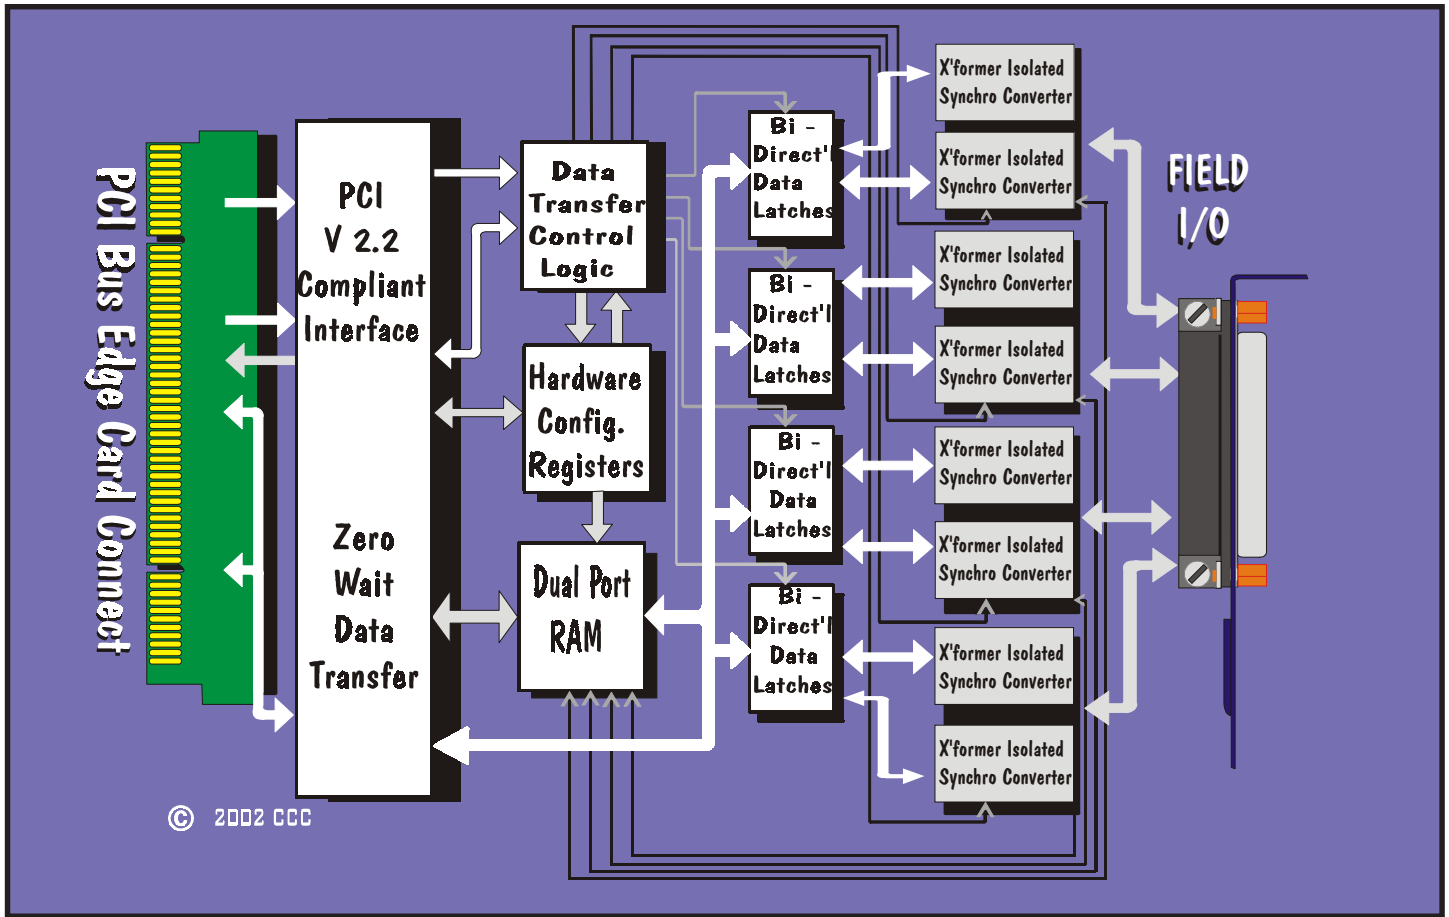 PCI Bus Edge Card Connect
PCI
V 2.2
Compliant
Interface
Zero
Wait
Data
Transfer
Data
Transfer
Control
Logic
Hardware
Config.
Registers
Dual Port
RAM
Bi -
Direct'l
Data
Latches
Bi -
Direct'l
Data
Latches
Bi -
Direct'l
Data
Latches
Bi -
Direct'l
Data
Latches
X'former Isolated
Synchro Converter
X'former Isolated
Synchro Converter
X'former Isolated
Synchro Converter
X'former Isolated
Synchro Converter
X'former Isolated
Synchro Converter
X'former Isolated
Synchro Converter
X'former Isolated
Synchro Converter
X'former Isolated
Synchro Converter
FIELD
I/O
© 2002 CCC